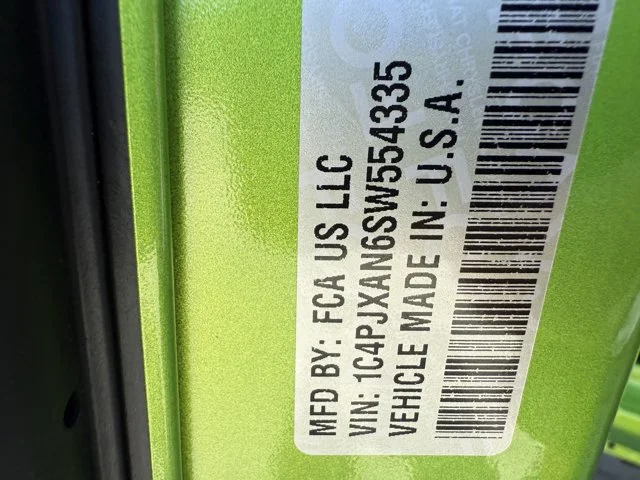 MFD BY: FCA US LLC
VIN: 1C4PJXAN6SW554335
VEHICLE MADE IN: U.S.A.